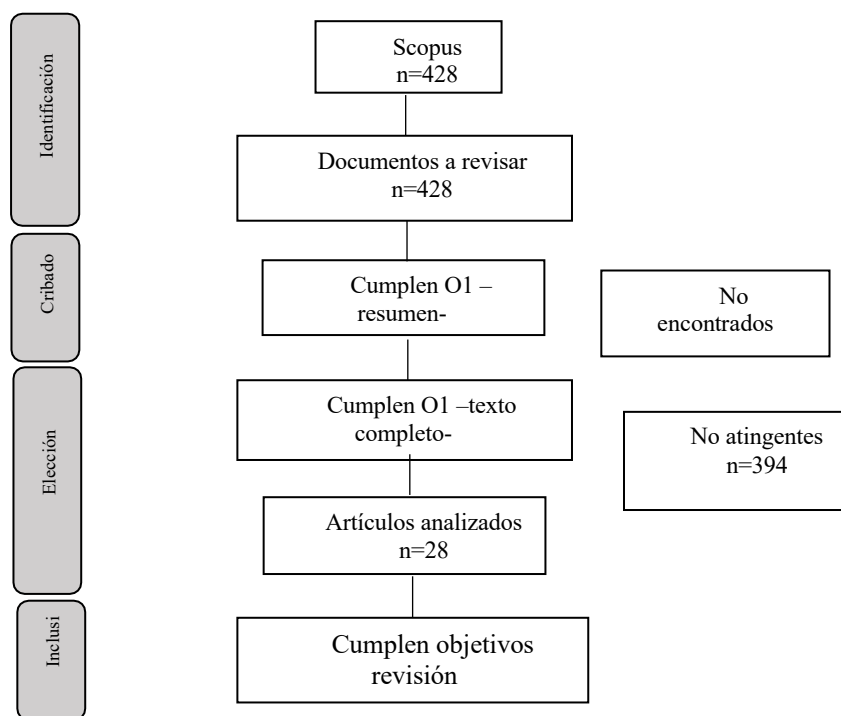 Identificación
Scopus
n=428
Documentos a revisar
n=428
Cribado
Cumplen O1 –
resumen-
No
encontrados
Elección
Cumplen O1 –texto
completo-
No atingentes
n=394
Artículos analizados
n=28
Inclusi
Cumplen objetivos
revisión